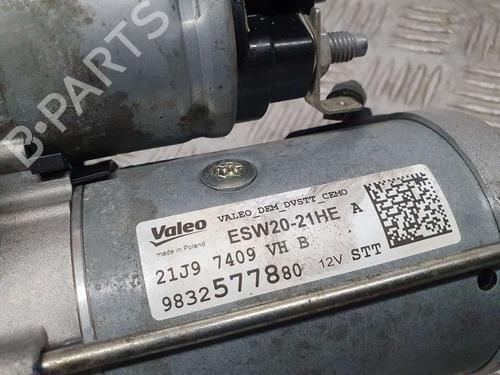 B-PARTS
VALEO_DEM_DVSTT_CEMO
Valeo
ESW20-21HE A
Made in Poland
21J9 7409 VH B
9832577880 12V STT